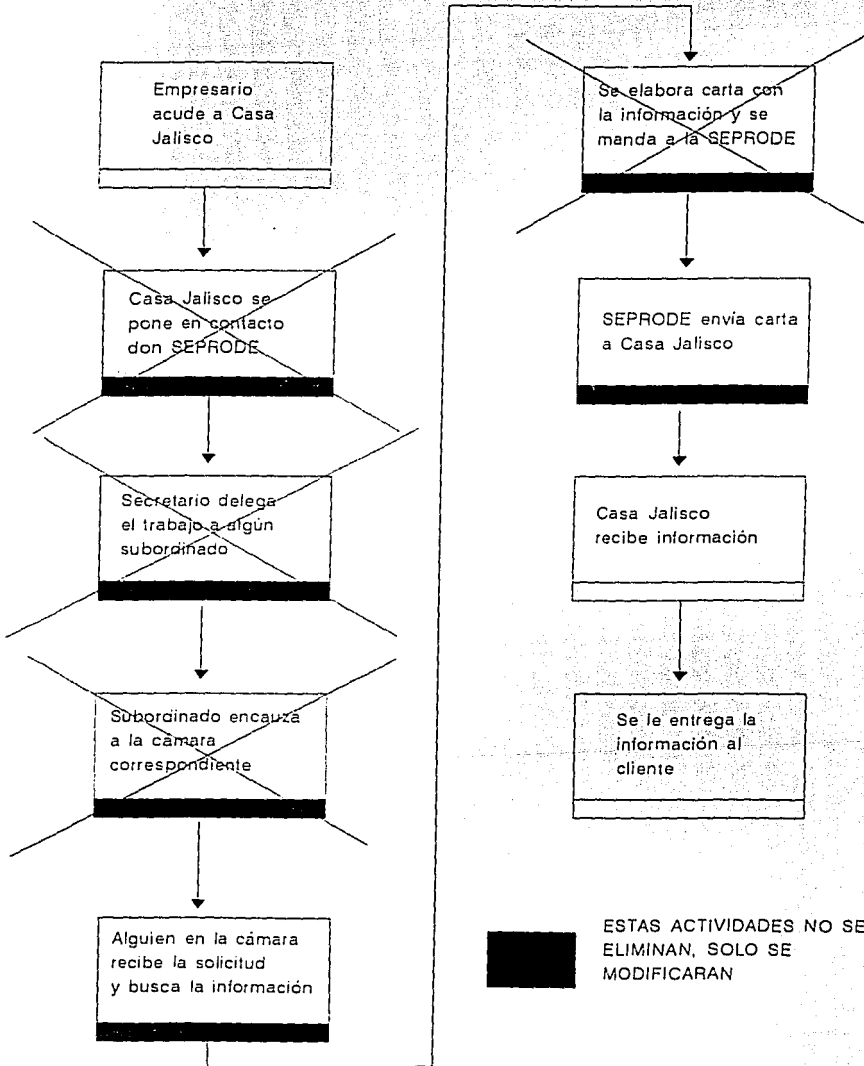 Empresario
acude a Casa
Jalisco
Casa Jalisco se
pone en contacto
don SEPRODE
Secretario delega
el trabajo a algún
subordinado
Subordinado encauza
a la cámara
correspondiente
Alguien en la cámara
recibe la solicitud
y busca la información
Se elabora carta con
la información y se
manda a la SEPRODE
SEPRODE envía carta
a Casa Jalisco
Casa Jalisco
recibe información
Se le entrega la
información al
cliente
ESTAS ACTIVIDADES NO SE
ELIMINAN, SOLO SE
MODIFICARAN